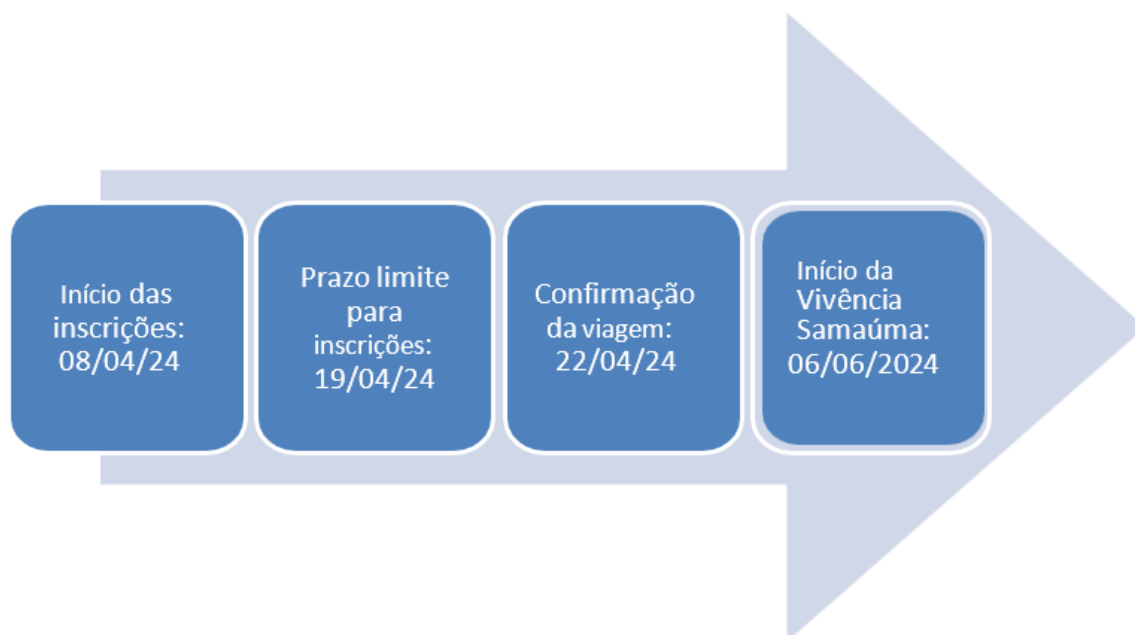 Início das
inscrições:
08/04/24
Prazo limite
para
inscrições:
19/04/24
Confirmação
da viagem:
22/04/24
Início da
Vivência
Samaúma:
06/06/2024